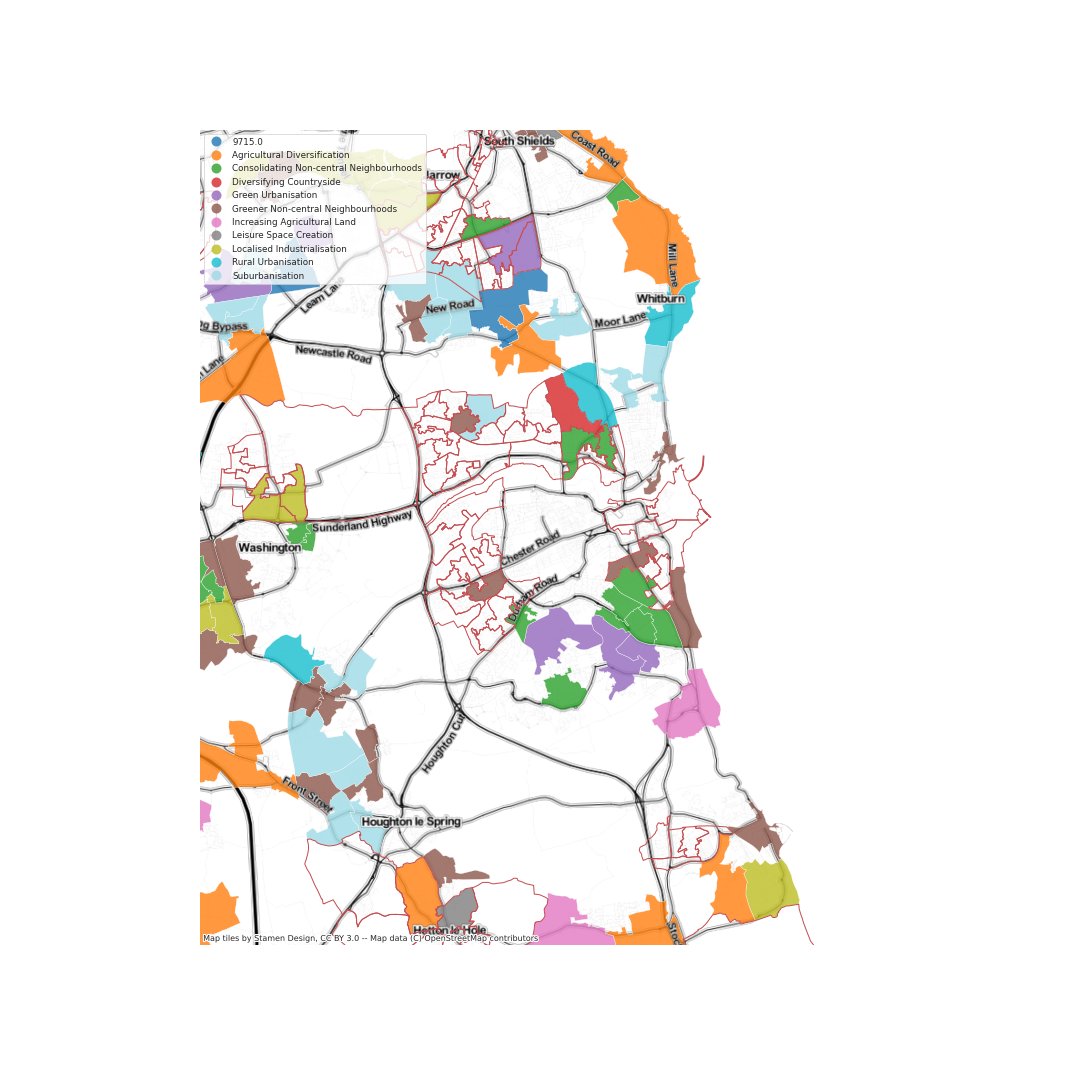 South Shields
Coast Road
9715.0
Agricultural Diversification
Consolidating Non-central Neighbourhoods
Diversifying Countryside
Green Urbanisation
Greener Non-central Neighbourhoods
Increasing Agricultural Land
Leisure Space Creation
Localised Industrialisation
Rural Urbanisation
Suburbanisation
Mill Lane
Whitburn
Leam Lane
New Road
Moor Lane
Bypass
Newcastle Road
Lane
Sunderland Highway
Washington
Chester Road
Durham Road
Houghton Cut
Front Street
Houghton le Spring
Hetton le Hole
Map tiles by Stamen Design, CC BY 3.0 -- Map data (C) OpenStreetMap contributors